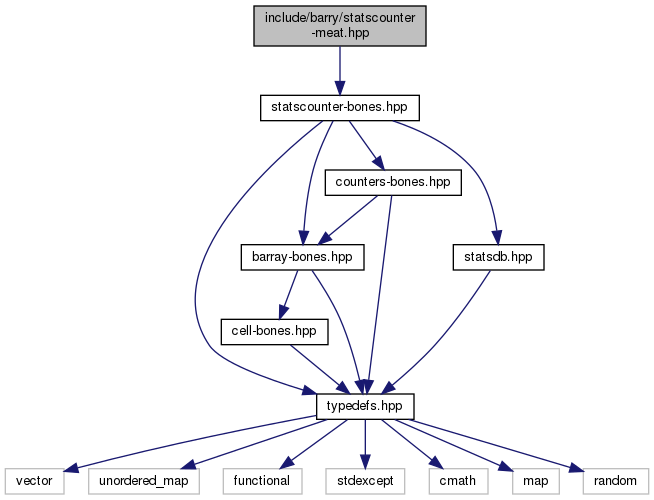 include/barry/statscounter
-meat.hpp
statscounter-bones.hpp
counters-bones.hpp
barray-bones.hpp
statsdb.hpp
cell-bones.hpp
typedefs.hpp
vector
unordered_map
functional
stdexcept
cmath
map
random